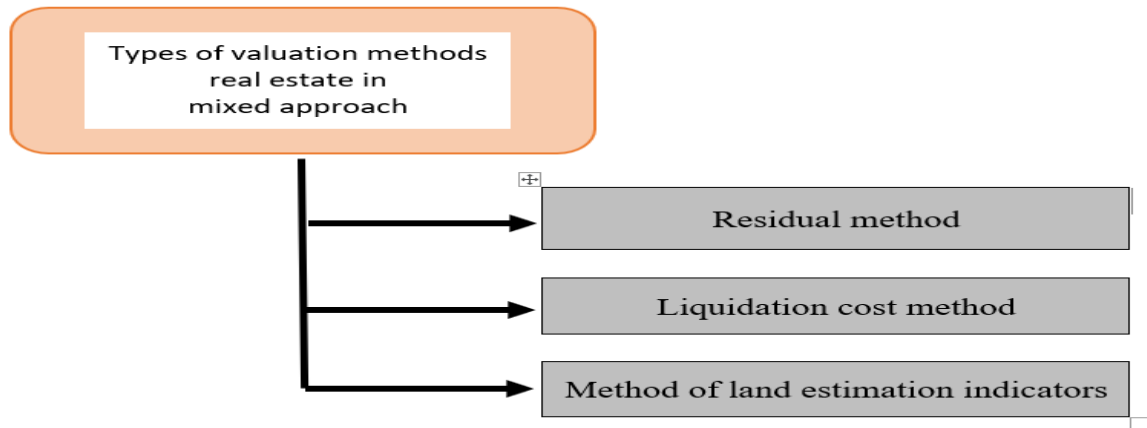 Types of valuation methods
real estate in
mixed approach
Residual method
Liquidation cost method
Method of land estimation indicators